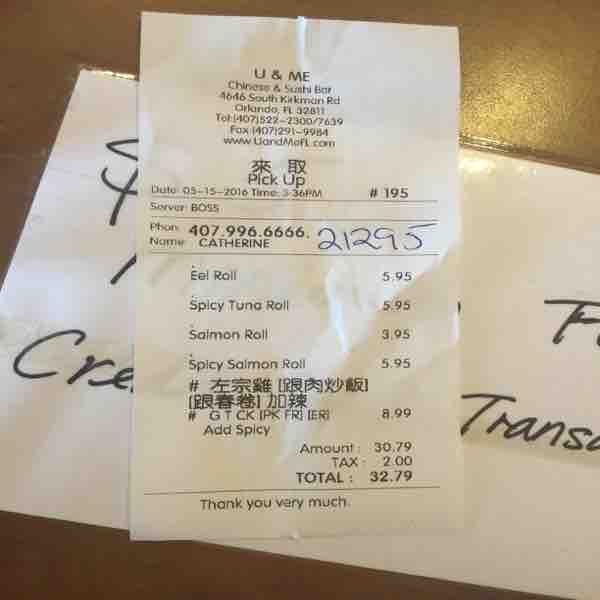 U & ME
Chinese & Sushi Bar
4646 South Kirkman Rd
Orlando, FL 32811
Tel:(407)522-2300/7639
Fax:(407)291-9984
www.UandMeFL.com
來 取
Pick Up
Date: 05-15-2016 Time: 3:36PM # 195
Server: BOSS
Phon 407.996.6666. 21295
Name CATHERINE
Eel Roll 5.95
Spicy Tuna Roll 5.95
Salmon Roll 3.95
Spicy Salmon Roll 5.95
# 左宗雞 [跟肉炒飯]
[跟春卷] 加辣
# G T CK [PK FR] [ER] 8.99
Add Spicy
Amount : 30.79
TAX : 2.00
TOTAL : 32.79
Thank you very much.
Cre
Transa